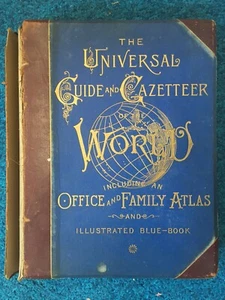 THE
UNIVERSAL
GUIDE AND GAZETTEER
OF THE
WORLD
INCLUDING AN
OFFICE AND FAMILY ATLAS
AND
ILLUSTRATED BLUE-BOOK